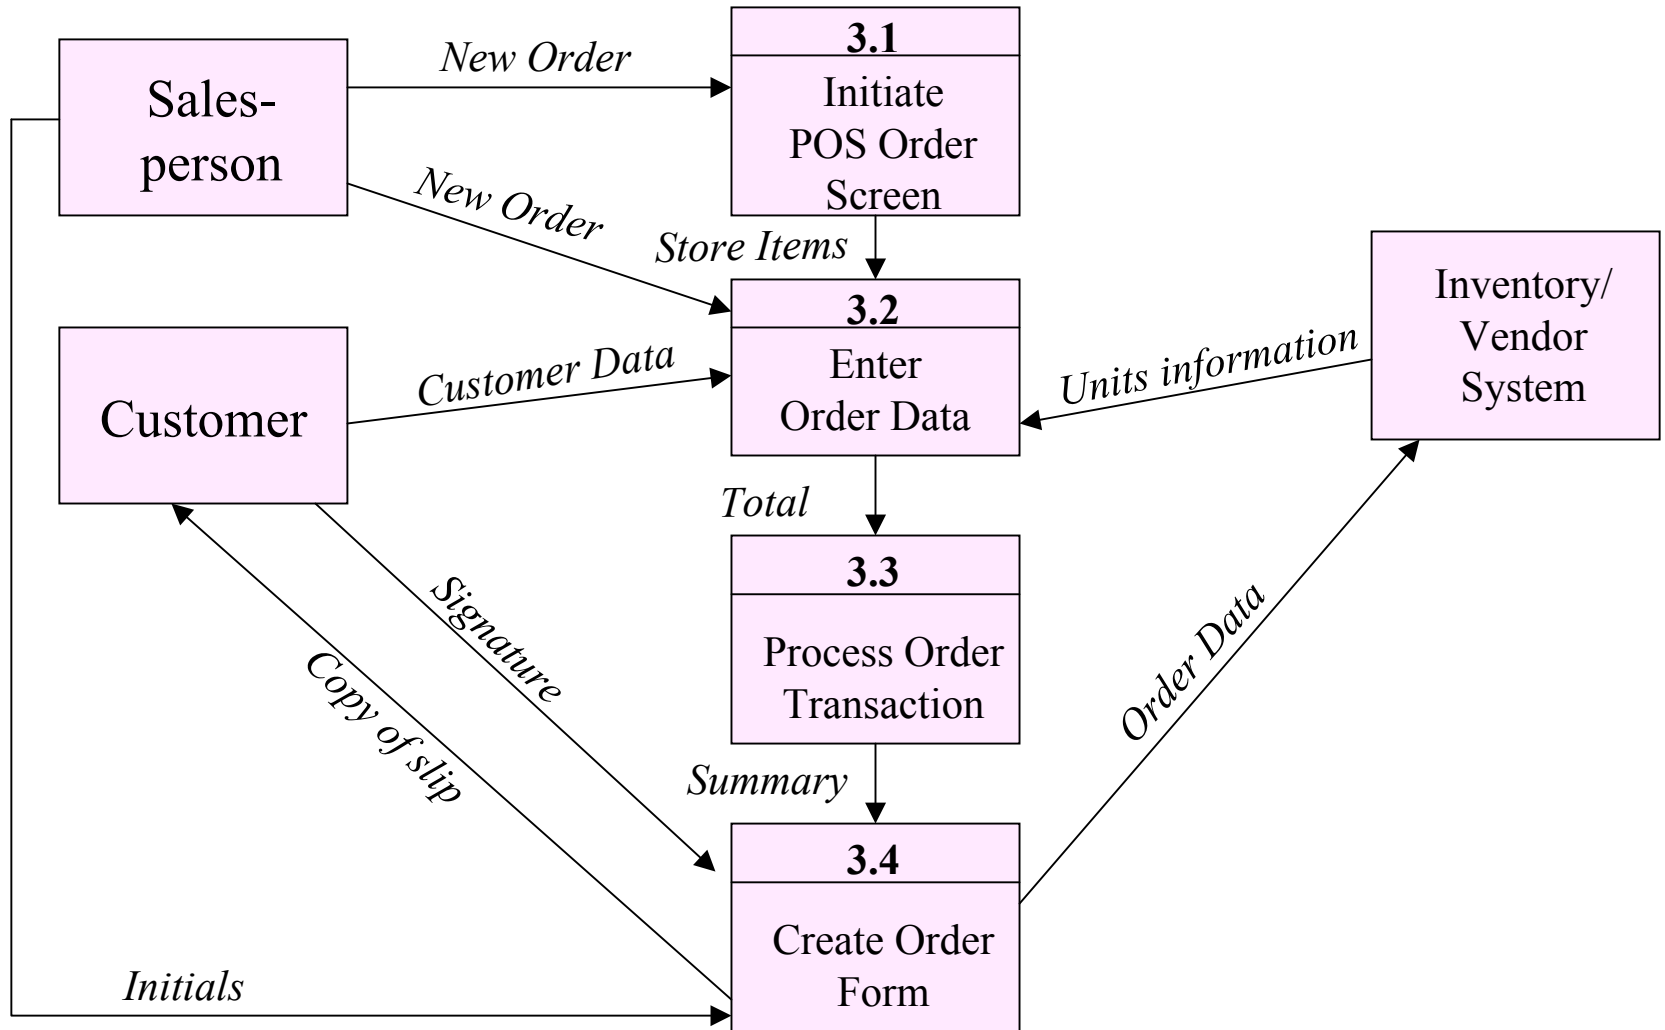 3.1
New Order
Initiate
POS Order
Screen
Sales-
person
New Order
Store Items
3.2
Enter
Order Data
Inventory/
Vendor
System
Customer
Customer Data
Units information
Total
3.3
Process Order
Transaction
Signature
Copy of slip
Order Data
Summary
3.4
Create Order
Form
Initials